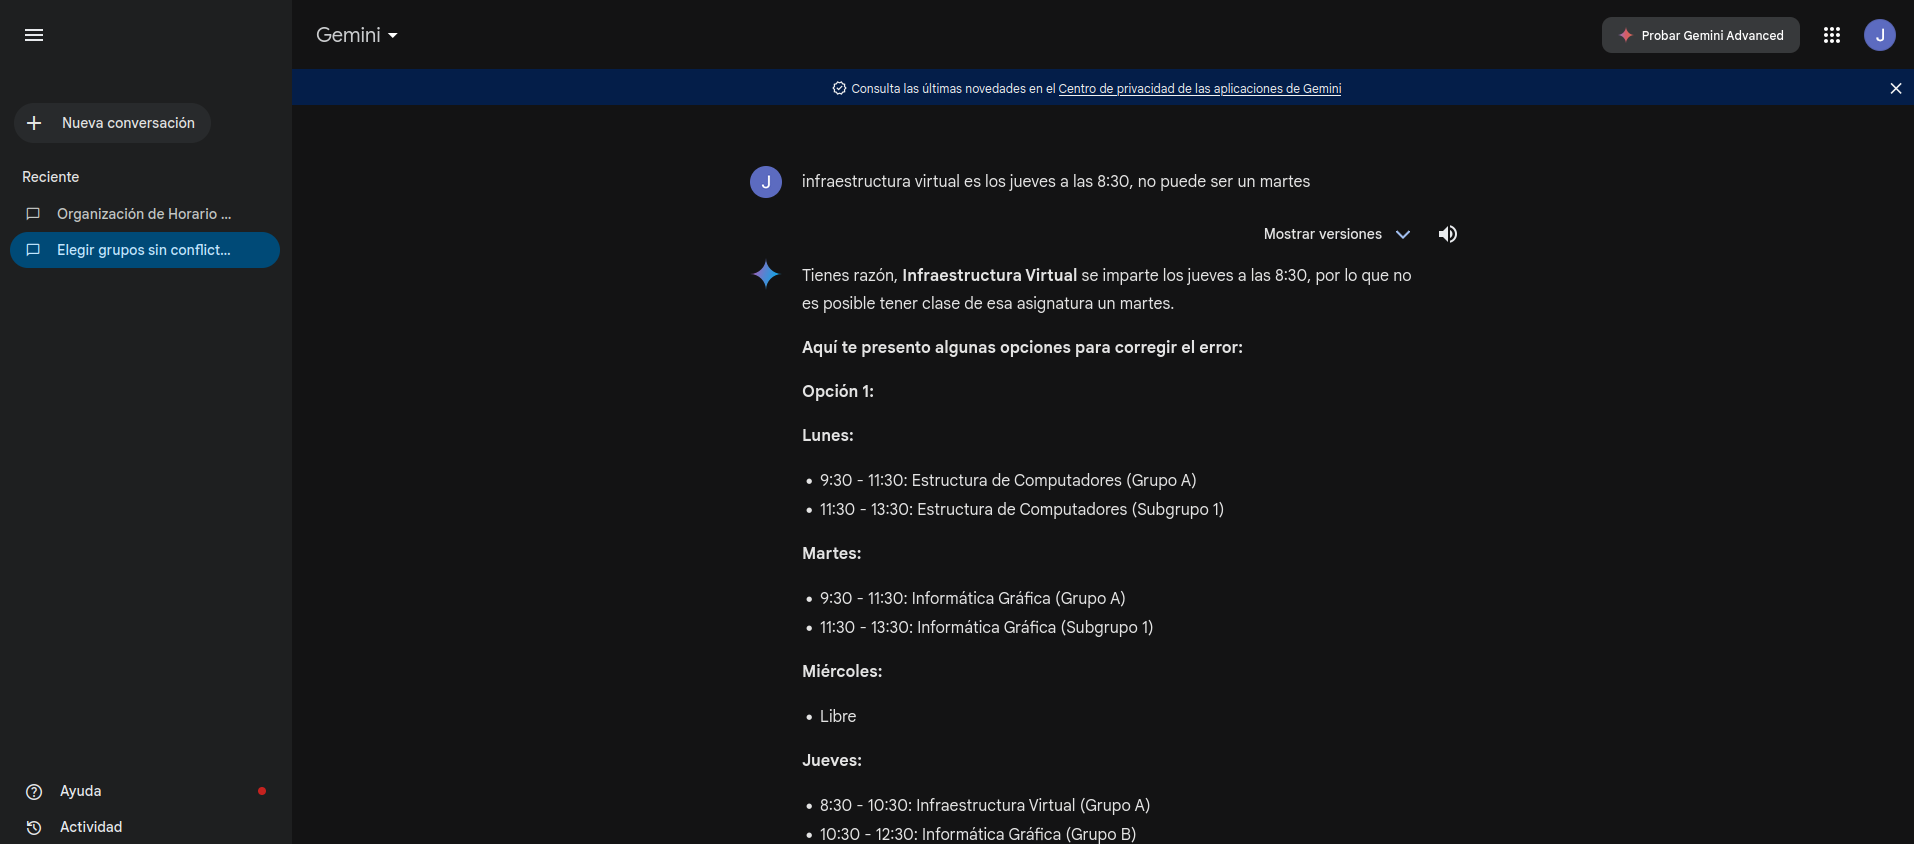 Gemini
Probar Gemini Advanced
J
Consulta las últimas novedades en el Centro de privacidad de las aplicaciones de Gemini
Nueva conversación
Reciente
Organización de Horario ...
Elegir grupos sin conflict...
Ayuda
Actividad
J
infraestructura virtual es los jueves a las 8:30, no puede ser un martes
Mostrar versiones
Tienes razón, Infraestructura Virtual se imparte los jueves a las 8:30, por lo que no
es posible tener clase de esa asignatura un martes.
Aquí te presento algunas opciones para corregir el error:
Opción 1:
Lunes:
• 9:30 - 11:30: Estructura de Computadores (Grupo A)
• 11:30 - 13:30: Estructura de Computadores (Subgrupo 1)
Martes:
• 9:30 - 11:30: Informática Gráfica (Grupo A)
• 11:30 - 13:30: Informática Gráfica (Subgrupo 1)
Miércoles:
• Libre
Jueves:
• 8:30 - 10:30: Infraestructura Virtual (Grupo A)
• 10:30 - 12:30: Informática Gráfica (Grupo B)